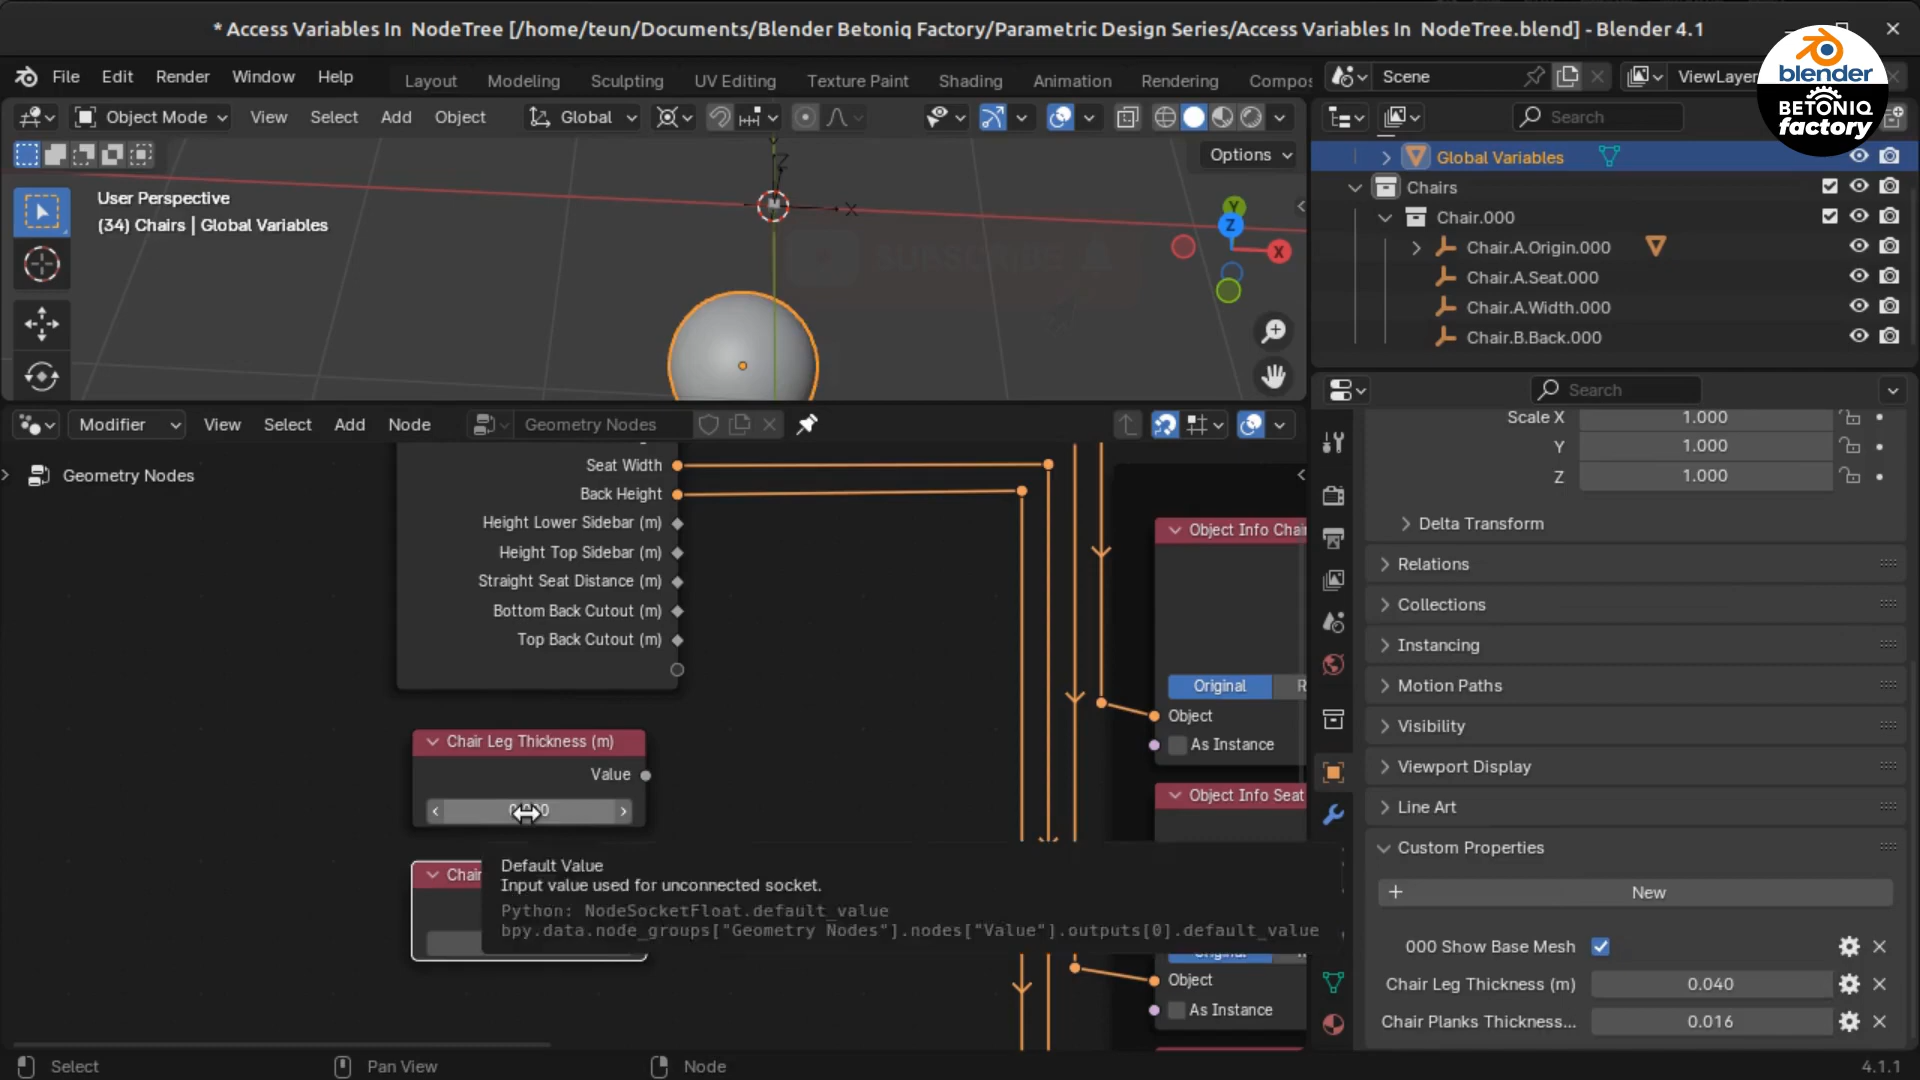 * Access Variables In NodeTree [/home/teun/Documents/Blender Betoniq Factory/Parametric Design Series/Access Variables In NodeTree.blend] - Blender 4.1
blender
BETONIQ
factory
File Edit Render Window Help
Layout Modeling Sculpting UV Editing Texture Paint Shading Animation Rendering Compos
Scene
ViewLayer
Object Mode View Select Add Object Global
Search
Options
User Perspective
(34) Chairs | Global Variables
Z
X
Y
Z
X
SUBSCRIBE
Global Variables
Chairs
Chair.000
Chair.A.Origin.000
Chair.A.Seat.000
Chair.A.Width.000
Chair.B.Back.000
Search
Modifier View Select Add Node Geometry Nodes
Geometry Nodes
Seat Width
Back Height
Height Lower Sidebar (m)
Height Top Sidebar (m)
Straight Seat Distance (m)
Bottom Back Cutout (m)
Top Back Cutout (m)
Chair Leg Thickness (m)
Value
Chair
Default Value
Input value used for unconnected socket.
Python: NodeSocketFloat.default_value
bpy.data.node_groups["Geometry Nodes"].nodes["Value"].outputs[0].default_value
Object Info Chai
Original R
Object
As Instance
Object Info Seat
Original
Object
As Instance
Scale X 1.000
Y 1.000
Z 1.000
Delta Transform
Relations
Collections
Instancing
Motion Paths
Visibility
Viewport Display
Line Art
Custom Properties
New
000 Show Base Mesh
Chair Leg Thickness (m) 0.040
Chair Planks Thickness... 0.016
Select Pan View Node 4.1.1